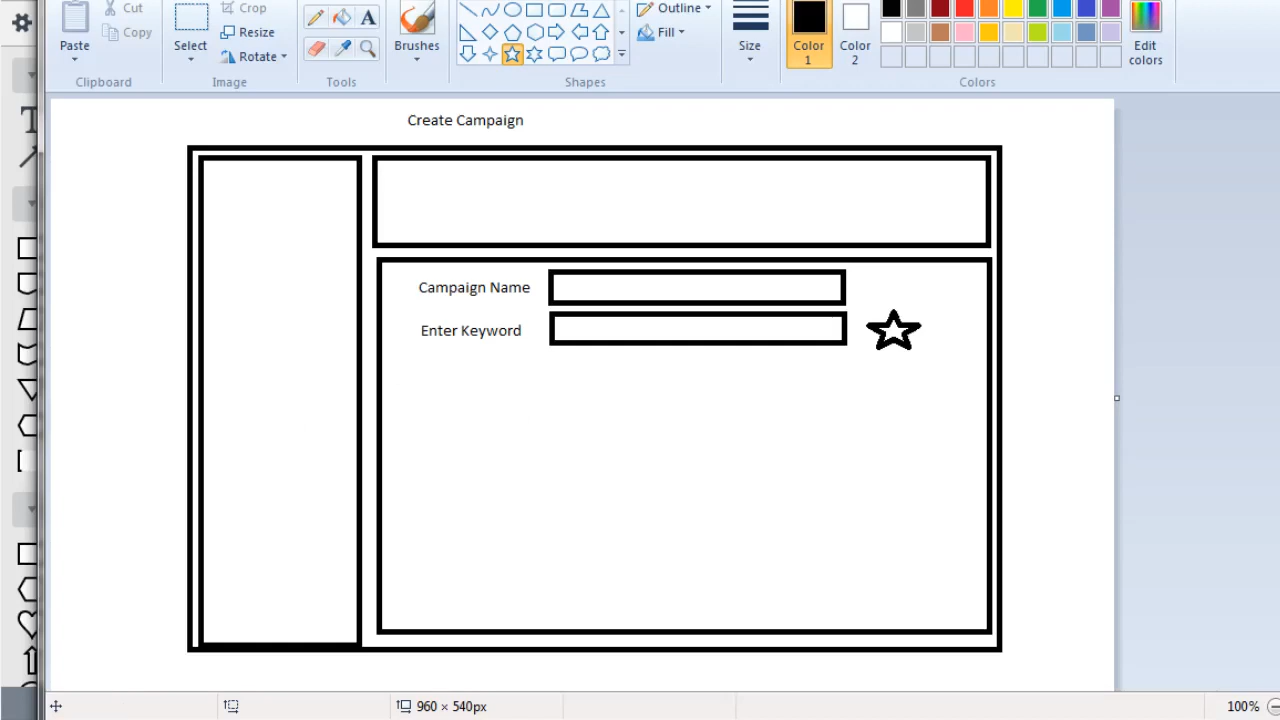 Cut
Copy
Paste
Clipboard
Crop
Resize
Rotate
Select
Image
A
Tools
Brushes
Outline
Fill
Shapes
Size
Color
1
Color
2
Edit
colors
Colors
T
Create Campaign
Campaign Name
Enter Keyword
960 × 540px
100%